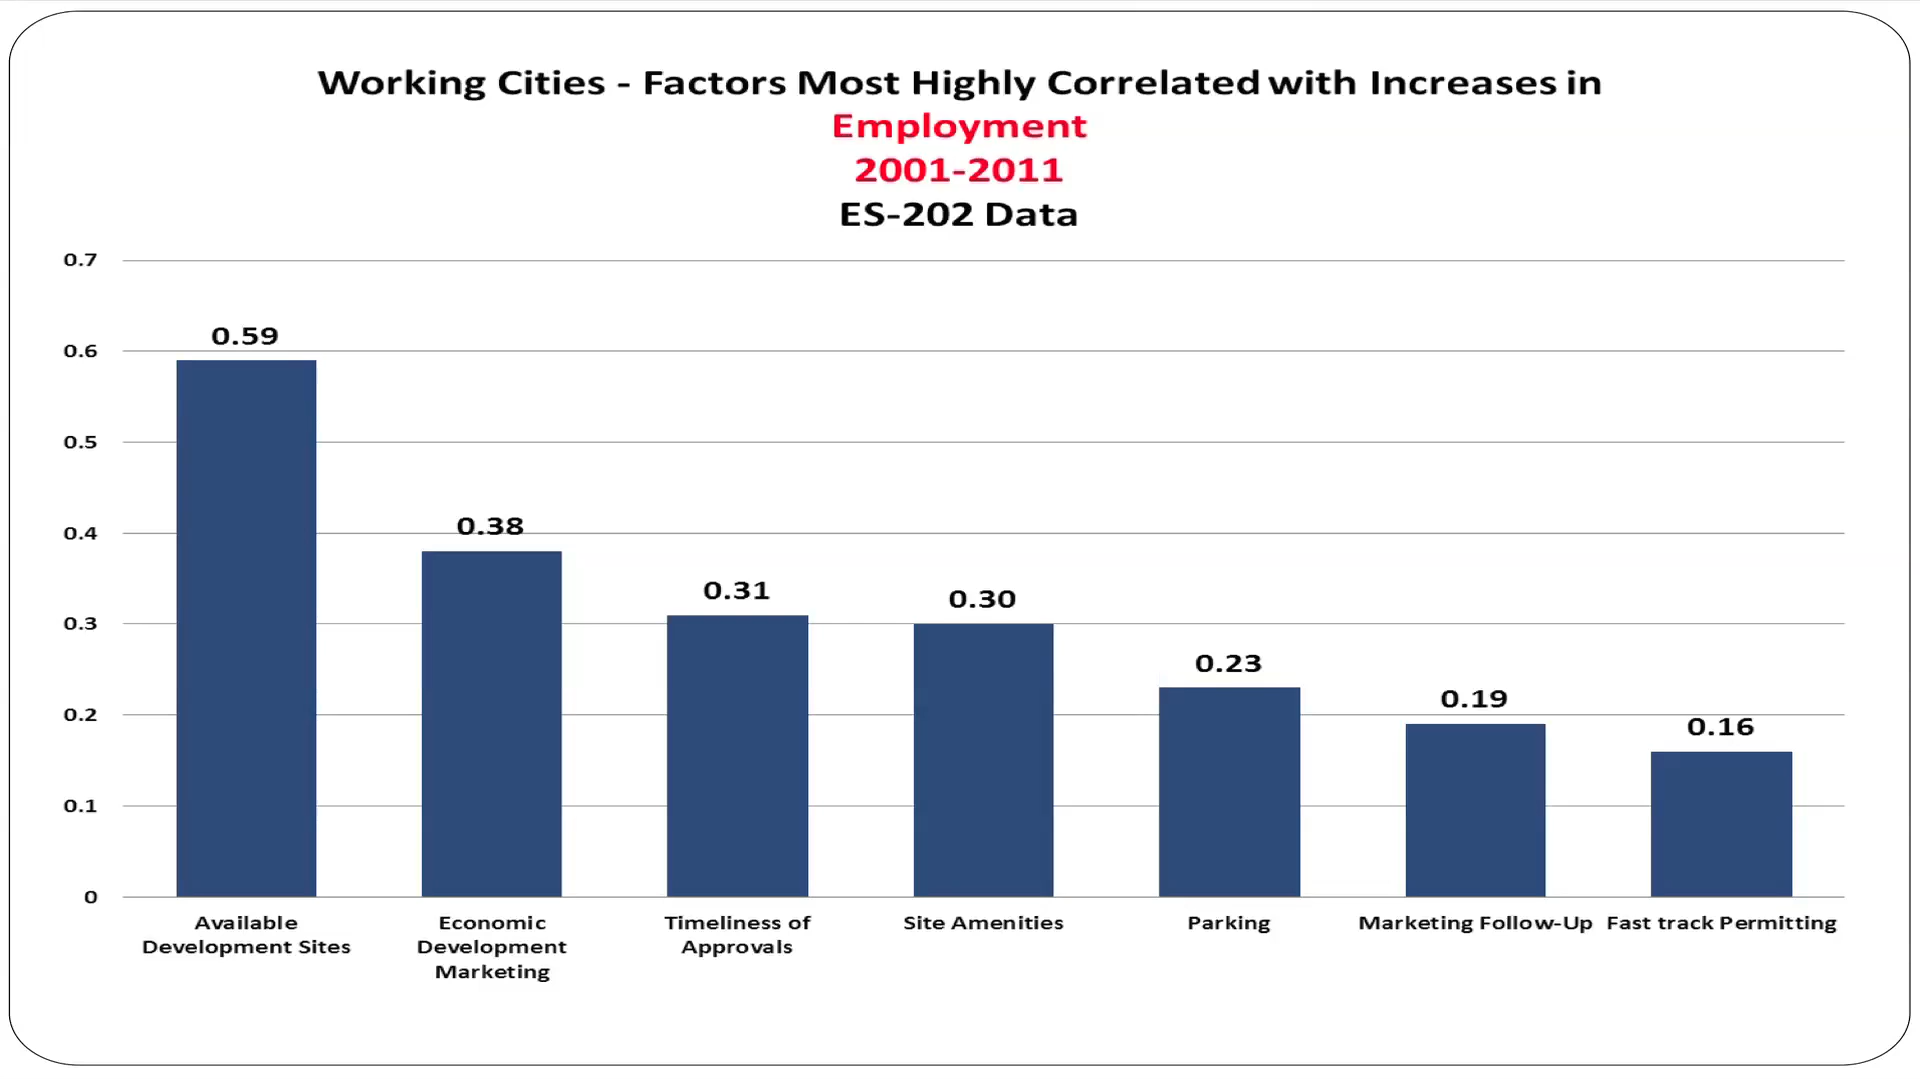 Working Cities - Factors Most Highly Correlated with Increases in
Employment
2001-2011
ES-202 Data
0.7
0.6
0.5
0.4
0.3
0.2
0.1
0
0.59
0.38
0.31
0.30
0.23
0.19
0.16
Available
Development Sites
Economic
Development
Marketing
Timeliness of
Approvals
Site Amenities
Parking
Marketing Follow-Up
Fast track Permitting